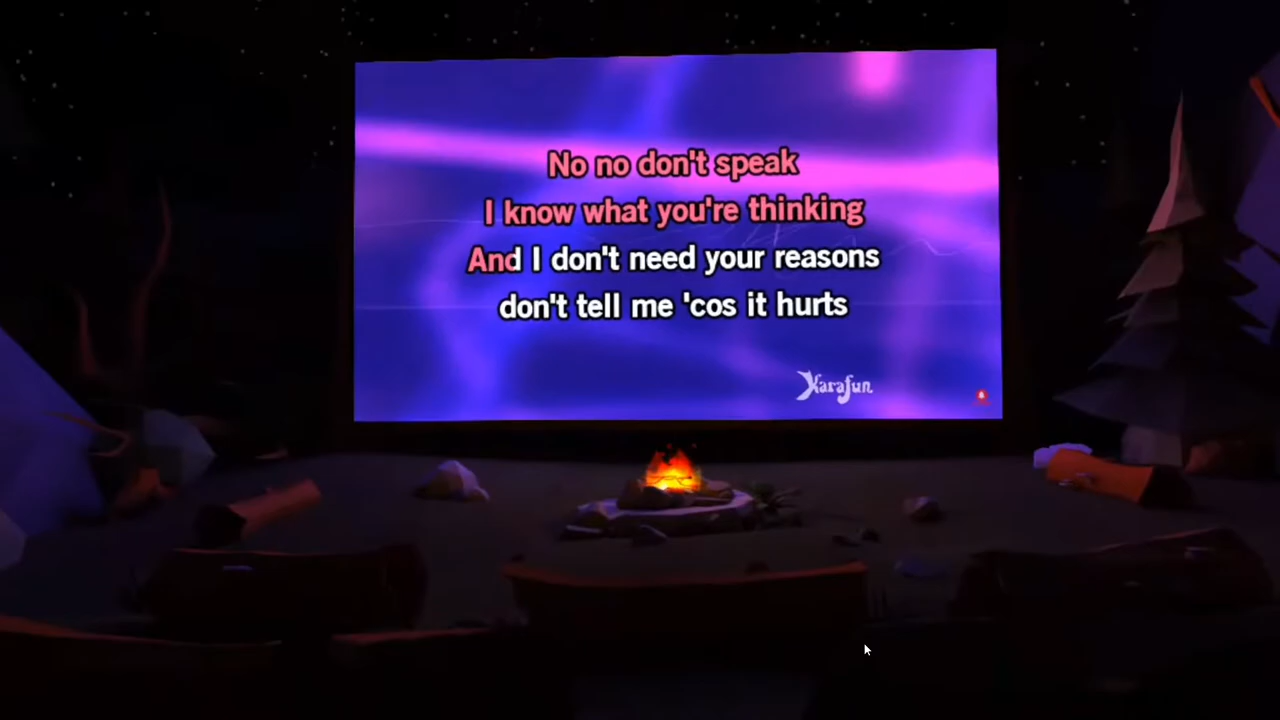 No no don't speak
I know what you're thinking
And I don't need your reasons
don't tell me 'cos it hurts
Karafun